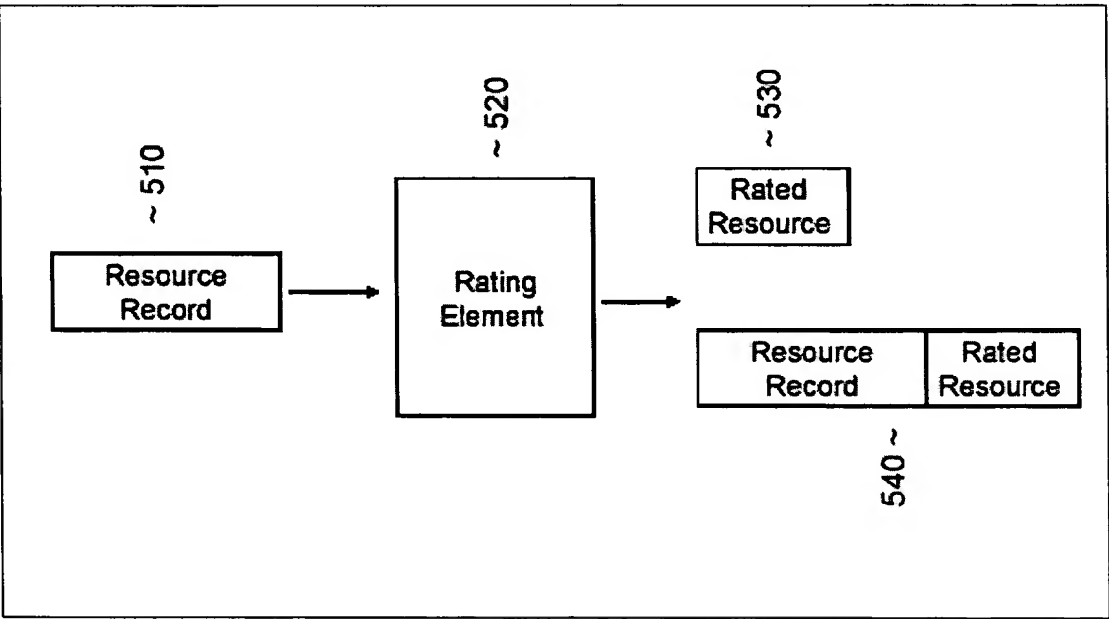 ~ 510
Resource
Record
~ 520
Rating
Element
~ 530
Rated
Resource
Resource
Record
Rated
Resource
540 ~